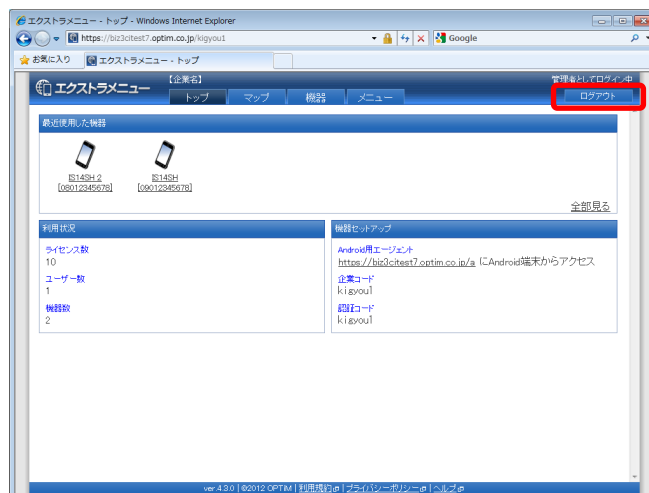 エクストラメニュー - トップ - Windows Internet Explorer
https://biz3citest7.optim.co.jp/kigyou1
Google
お気に入り
エクストラメニュー - トップ
エクストラメニュー
【企業名】
管理者としてログイン中
トップ
マップ
機器
メニュー
ログアウト
最近使用した機器
IS14SH 2
[08012345678]
IS14SH
[09012345678]
全部見る
利用状況
ライセンス数
10
ユーザー数
1
機器数
2
機器セットアップ
Android用エージェント
https://biz3citest7.optim.co.jp/a にAndroid端末からアクセス
企業コード
kigyou1
認証コード
kigyou1
ver.4.3.0 | ©2012 OPTiM | 利用規約 | プライバシーポリシー | ヘルプ